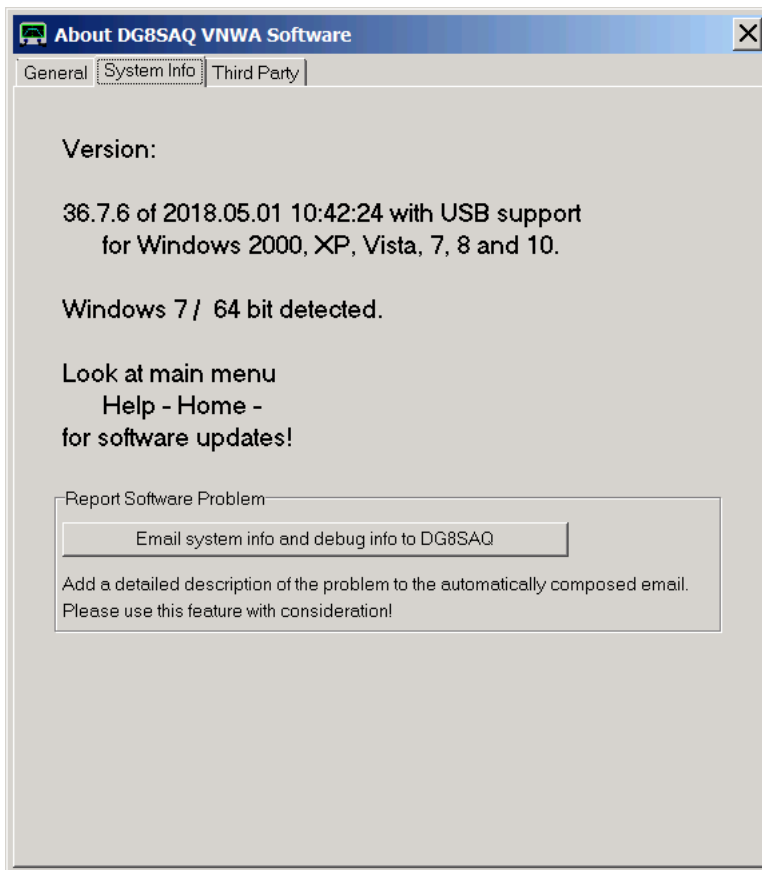 About DG8SAQ VNWA Software
General System Info Third Party
Version:
36.7.6 of 2018.05.01 10:42:24 with USB support
for Windows 2000, XP, Vista, 7, 8 and 10.
Windows 7 / 64 bit detected.
Look at main menu
Help - Home -
for software updates!
Report Software Problem
Email system info and debug info to DG8SAQ
Add a detailed description of the problem to the automatically composed email.
Please use this feature with consideration!